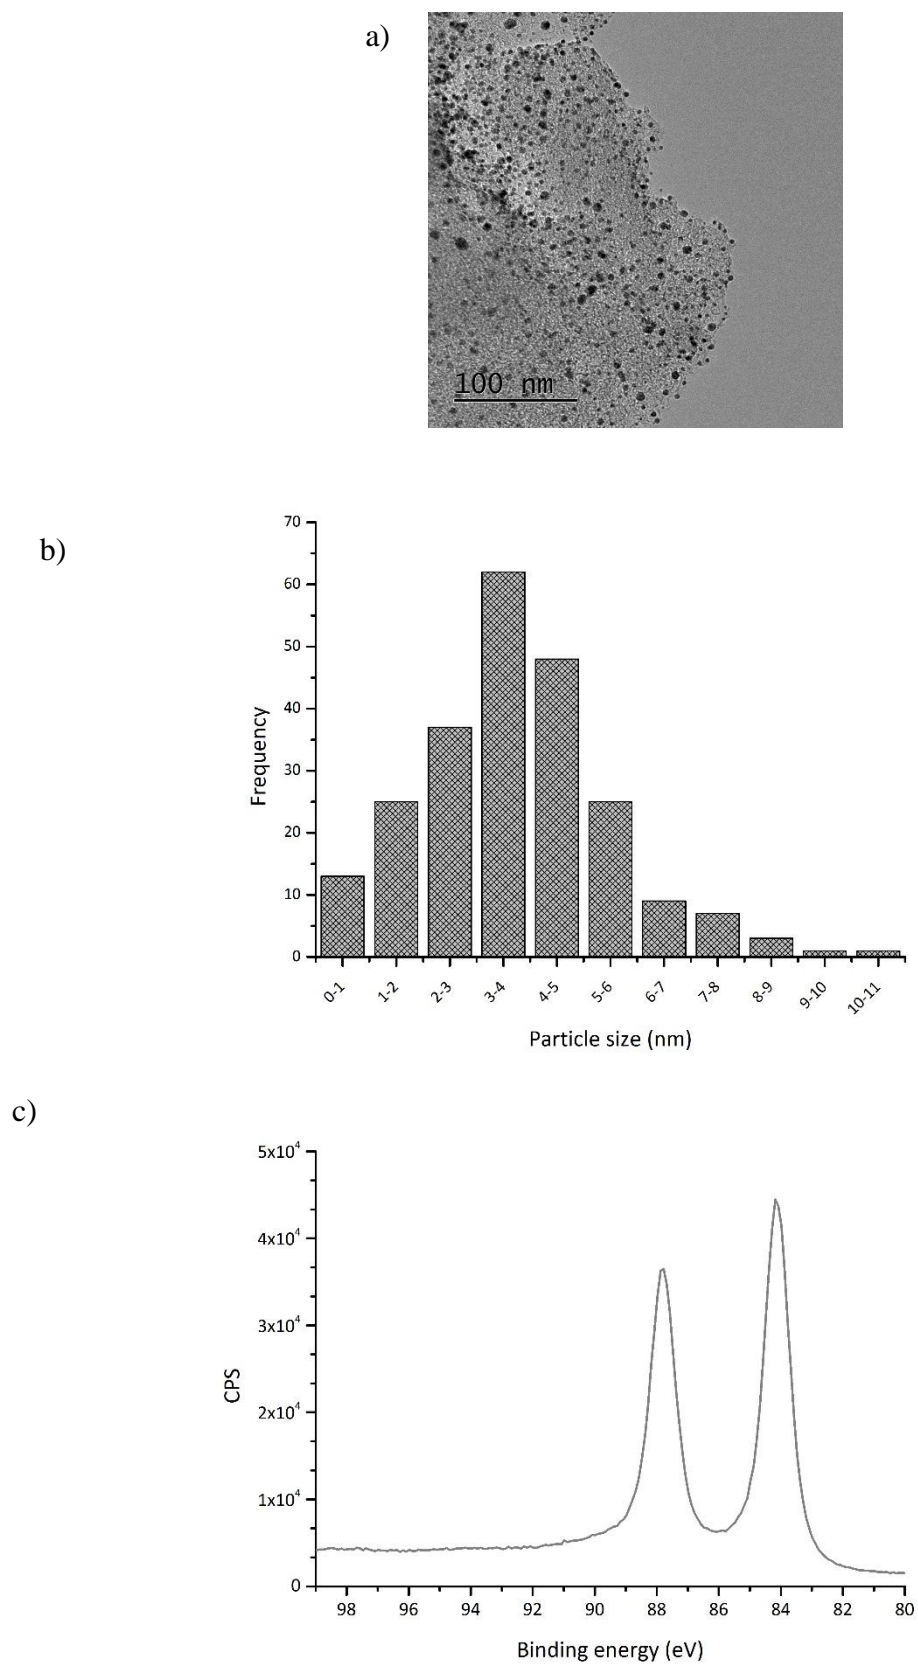 a)
100 nm
b)
70
60
50
40
30
20
10
0
Frequency
0-1
1-2
2-3
3-4
4-5
5-6
6-7
7-8
8-9
9-10
10-11
Particle size (nm)
c)
5x10⁴
4x10⁴
3x10⁴
2x10⁴
1x10⁴
0
CPS
98
96
94
92
90
88
86
84
82
80
Binding energy (eV)